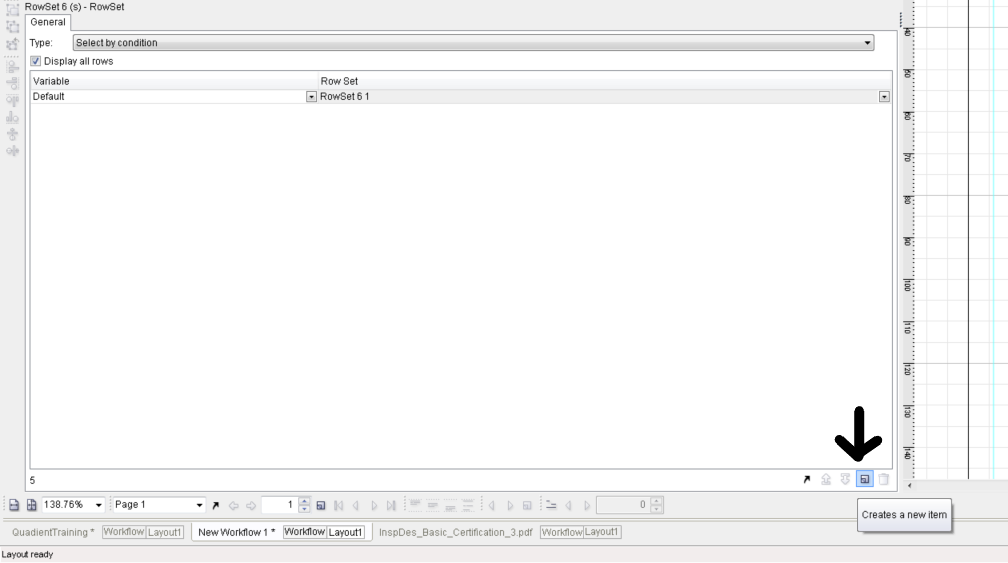 RowSet 6 (s) - RowSet
General
Type: Select by condition
Display all rows
Variable Row Set
Default RowSet 6 1
5
40
50
60
70
80
90
100
110
120
130
140
138.76% Page 1 1 0
Creates a new item
QuadientTraining * Workflow Layout1 New Workflow 1 * Workflow Layout1 InspDes_Basic_Certification_3.pdf Workflow Layout1
Layout ready